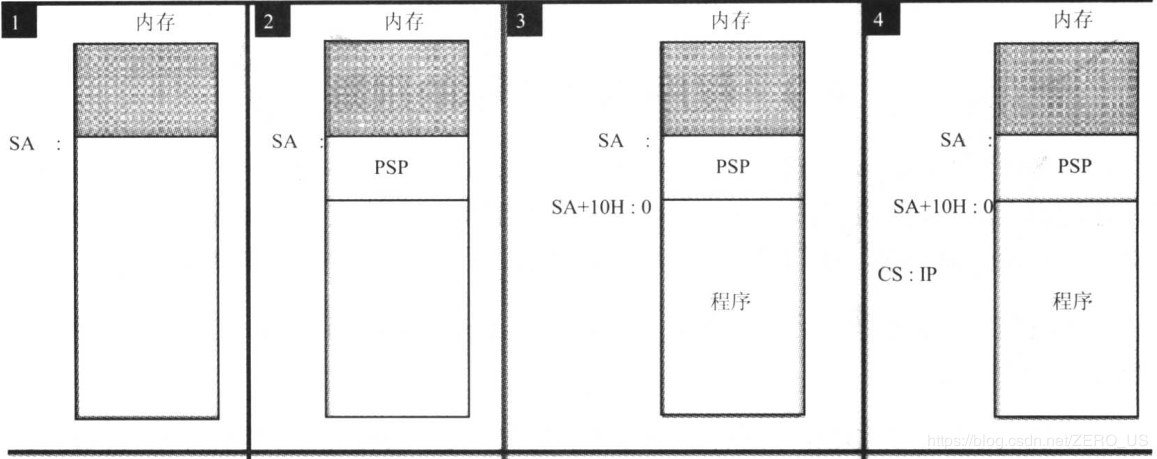 1
内存
SA :
2
内存
SA :
PSP
3
内存
SA :
PSP
SA+10H : 0
程序
4
内存
SA :
PSP
SA+10H : 0
CS : IP
程序
https://blog.csdn.net/ZERO_US